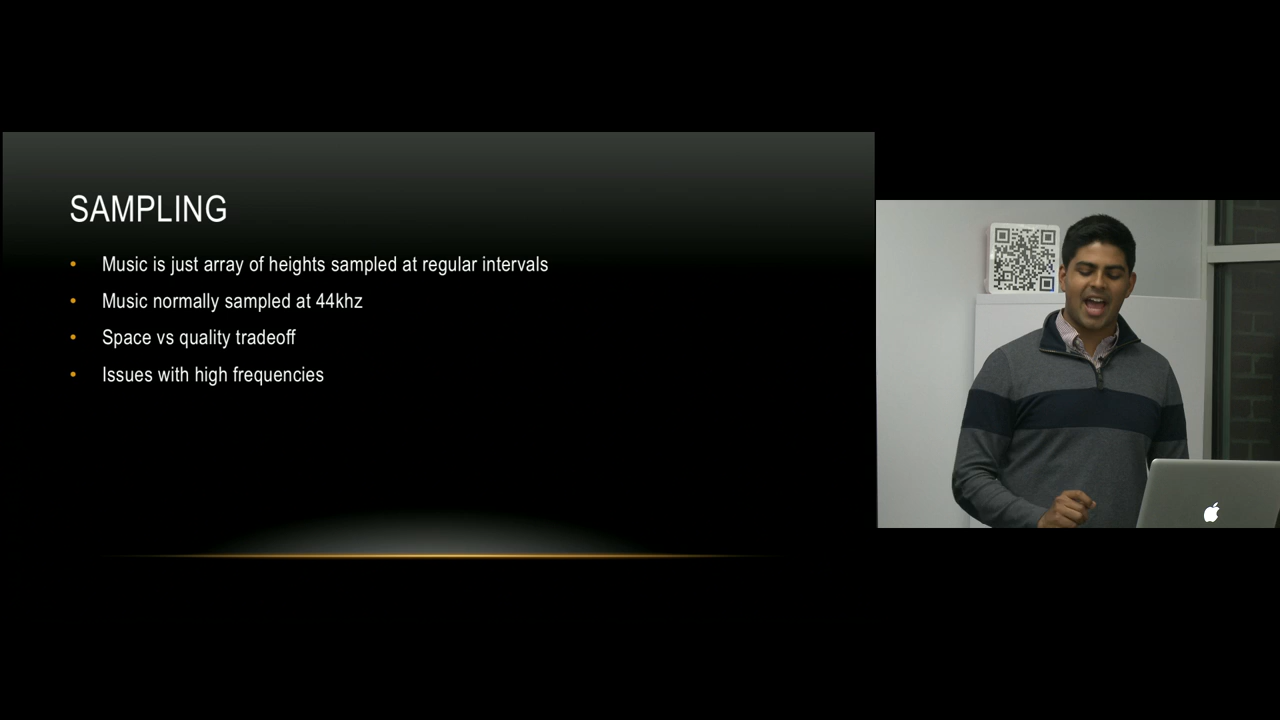 SAMPLING
Music is just array of heights sampled at regular intervals
Music normally sampled at 44khz
Space vs quality tradeoff
Issues with high frequencies